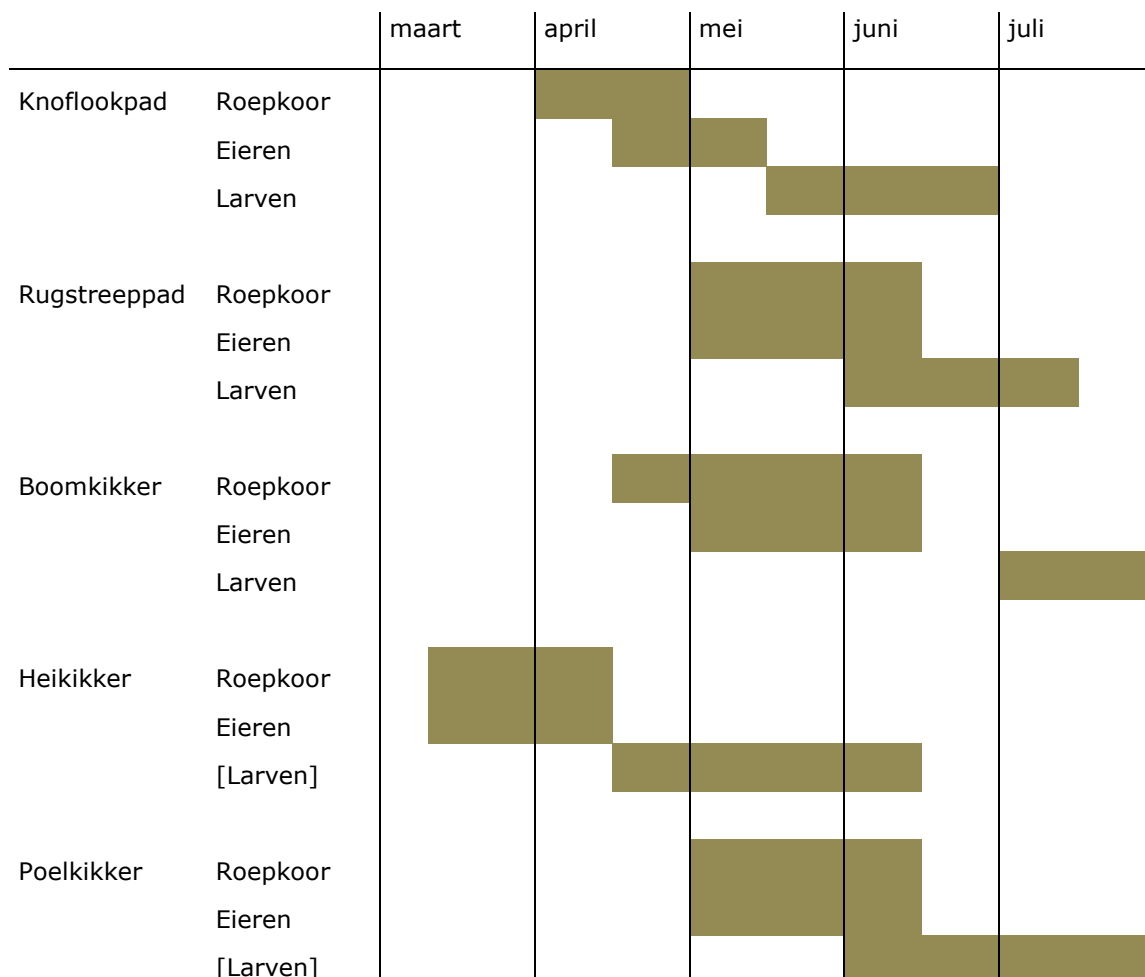 maart april mei juni juli
Knoflookpad Roepkoor
Eieren
Larven
Rugstreeppad Roepkoor
Eieren
Larven
Boomkikker Roepkoor
Eieren
Larven
Heikikker Roepkoor
Eieren
[Larven]
Poelkikker Roepkoor
Eieren
[Larven]